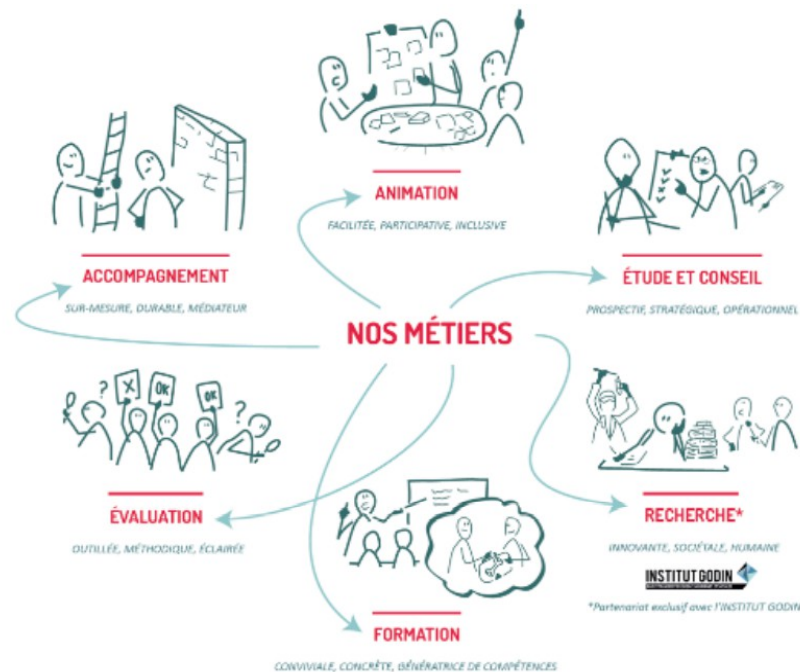 ANIMATION
FACILITÉE, PARTICIPATIVE, INCLUSIVE
ACCOMPAGNEMENT
SUR-MESURE, DURABLE, MÉDIATEUR
ÉTUDE ET CONSEIL
PROSPECTIF, STRATÉGIQUE, OPÉRATIONNEL
NOS MÉTIERS
?
X
OK
OK
?
ÉVALUATION
OUTILLÉE, MÉTHODIQUE, ÉCLAIRÉE
RECHERCHE*
INNOVANTE, SOCIÉTALE, HUMAINE
INSTITUT GODIN
*Partenariat exclusif avec l'INSTITUT GODIN
FORMATION
CONVIVIALE, CONCRÈTE, GÉNÉRATRICE DE COMPÉTENCES